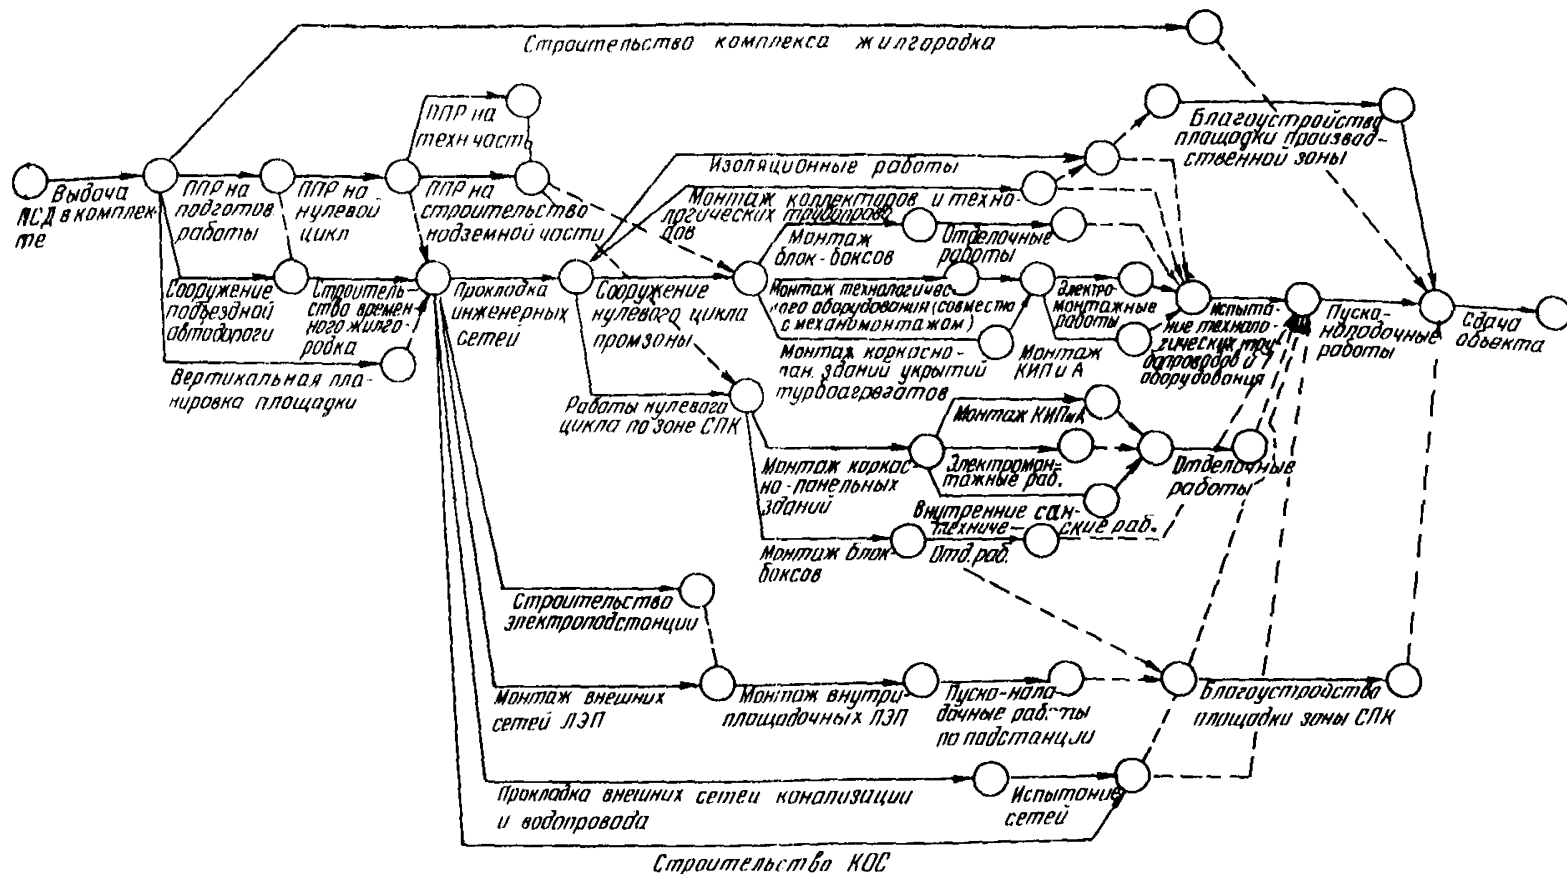 Строительство комплекса жилгородка
ППР на
техн часть
Благоустройство
площадки производ-
ственной зоны
Изоляционные работы
Выдача
ПСД в комплек-
те
ППР на
подготов.
работы
ППР на
нулевой
цикл
ППР на
строительство
надземной части
Монтаж коллекторов и техно-
логических трубопрово-
дов
Монтаж
блок-боксов
Отделочные
работы
Сооружение
подъездной
автодороги
Строитель-
ство времен-
ного жилго-
родка
Прокладка
инженерных
сетей
Сооружение
нулевого цикла
промзоны
Монтаж технологичес-
кого оборудования (совместно
с механомонтажом)
Электро-
монтажные
работы
Испыта-
ние техноло-
гических тру-
бопроводов и
оборудования
Пуско-
наладочные
работы
Сдача
объекта
Вертикальная пла-
нировка площадки
Монтаж каркасно-
пан. зданий укрытий
турбоагрегатов
Монтаж
КИП и А
Работы нулевого
цикла по зоне СПК
Монтаж КИП и А
Монтаж каркас-
но-панельных
зданий
Электромон-
тажные раб.
Отделочные
работы
Внутренние сан-
техниче-
ские раб.
Монтаж блок-
боксов
Отд. раб.
Строительство
электроподстанции
Монтаж внешних
сетей ЛЭП
Монтаж внутри-
площадочных ЛЭП
Пуско-нала-
дочные работы
по подстанции
Благоустройство
площадки зоны СПК
Прокладка внешних сетей канализации
и водопровода
Испытание
сетей
Строительство КОС